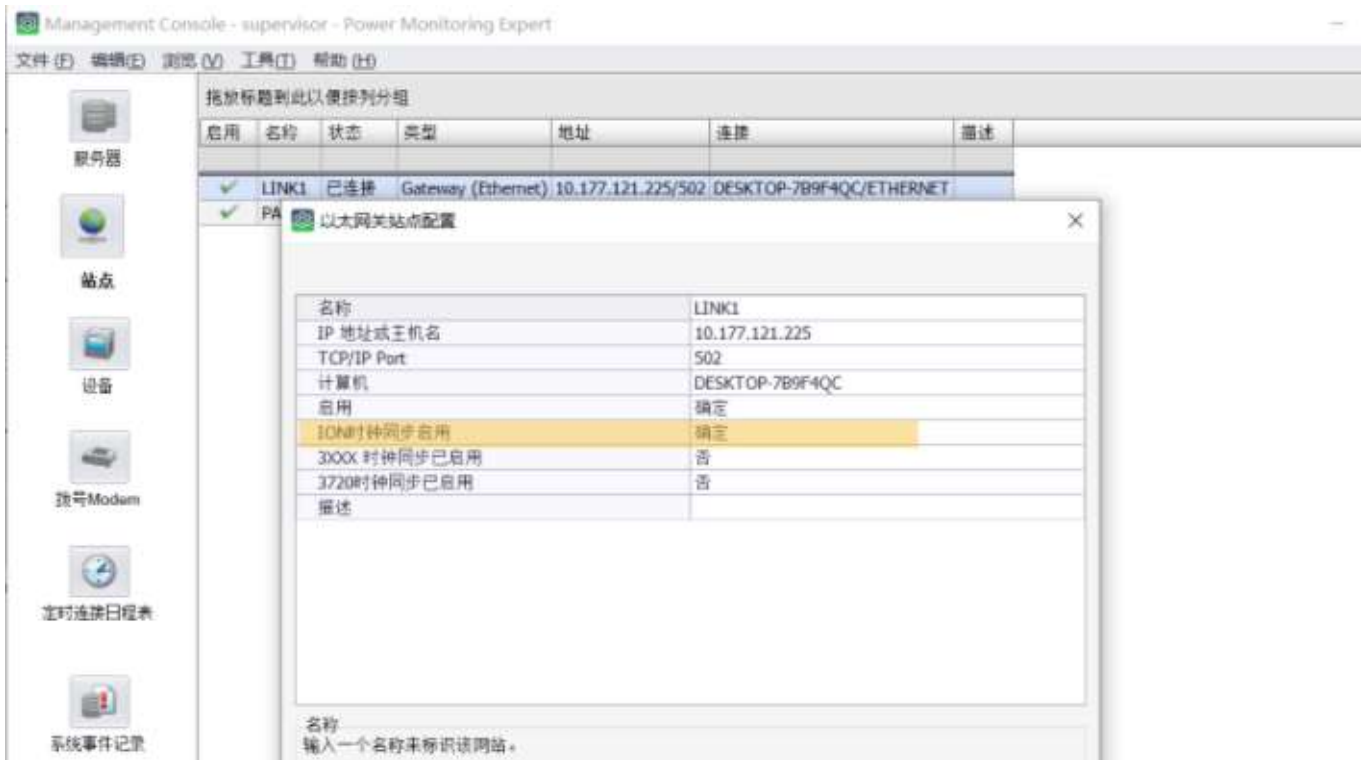 Management Console - supervisor - Power Monitoring Expert
文件 (F) 编辑(E) 浏览 (V) 工具(T) 帮助 (H)
拖放标题到此以便按列分组
启用 名称 状态 类型 地址 连接 描述
LINK1 已连接 Gateway (Ethernet) 10.177.121.225/502 DESKTOP-7B9F4QC/ETHERNET
PA
服务器
站点
设备
拨号Modem
定时连接日程表
系统事件记录
以太网关站点配置
名称 LINK1
IP 地址或主机名 10.177.121.225
TCP/IP Port 502
计算机 DESKTOP-7B9F4QC
启用 确定
ION时钟同步启用 确定
3XXX 时钟同步已启用 否
3720时钟同步已启用 否
描述
名称
输入一个名称来标识该网站。